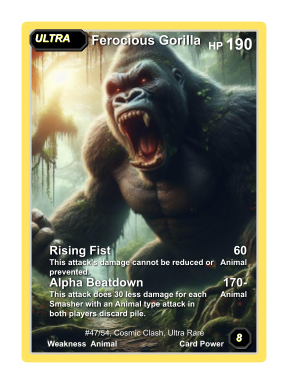 ULTRA Ferocious Gorilla HP 190
Rising Fist 60
This attack's damage cannot be reduced or Animal
prevented.
Alpha Beatdown 170-
This attack does 30 less damage for each Animal
Smasher with an Animal type attack in
both players discard pile.
#47/54, Cosmic Clash, Ultra Rare
Weakness Animal Card Power 8